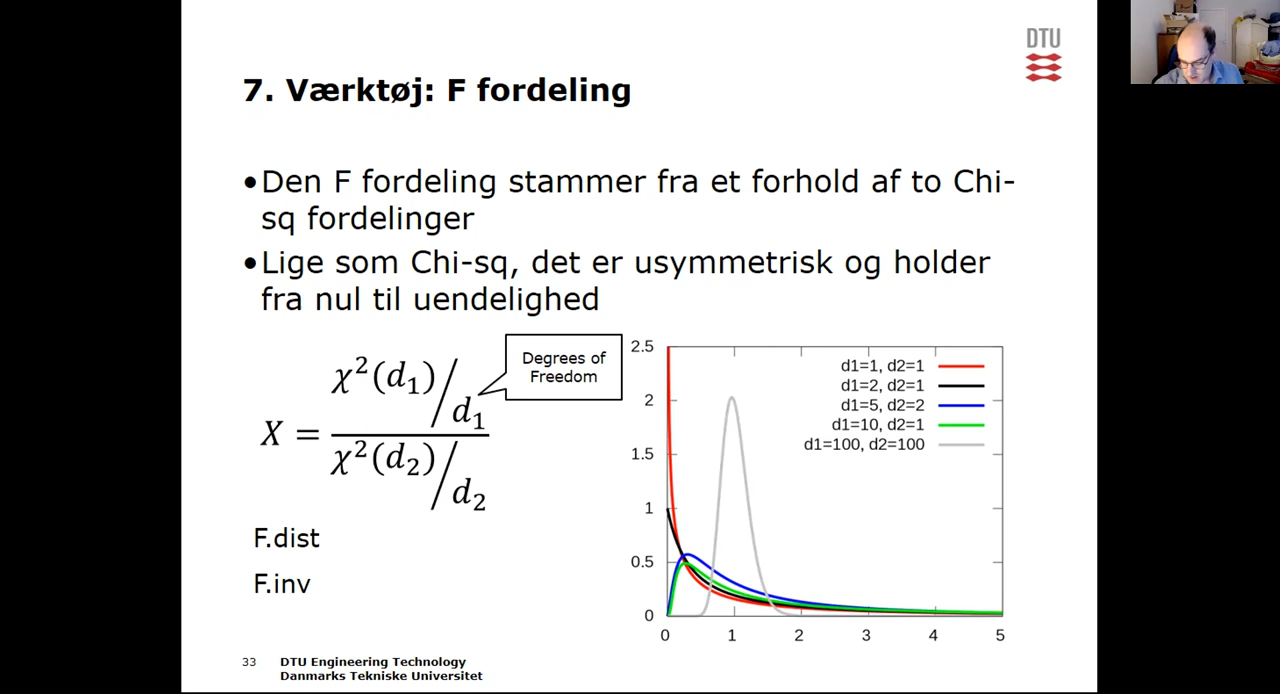 DTU
7. Værktøj: F fordeling
•Den F fordeling stammer fra et forhold af to Chi-
sq fordelinger
•Lige som Chi-sq, det er usymmetrisk og holder
fra nul til uendelighed
Degrees of
Freedom
X = χ²(d₁)/d₁
χ²(d₂)/d₂
F.dist
F.inv
2.5
2
1.5
1
0.5
0
d1=1, d2=1
d1=2, d2=1
d1=5, d2=2
d1=10, d2=1
d1=100, d2=100
0 1 2 3 4 5
33 DTU Engineering Technology
Danmarks Tekniske Universitet